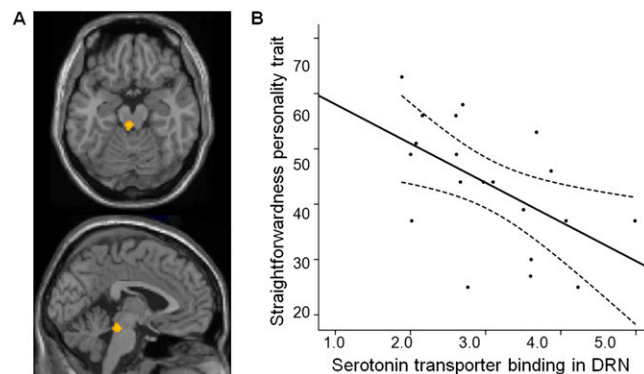 A
B
Straightforwardness personality trait
70
60
50
40
30
20
1.0 2.0 3.0 4.0 5.0
Serotonin transporter binding in DRN